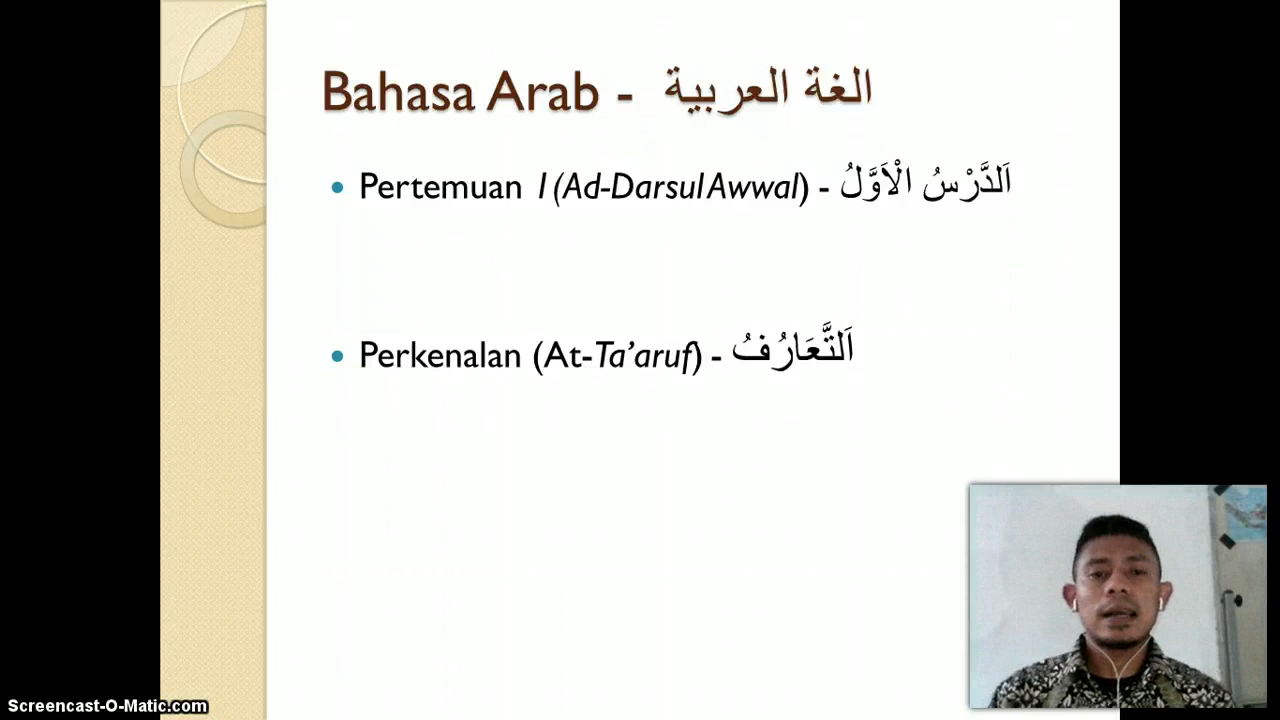 Bahasa Arab - الغة العربية
Pertemuan 1 (Ad-Darsul Awwal) - اَلدَّرْسُ الْاَوَّلُ
Perkenalan (At-Ta’aruf) - اَلتَّعَارُفُ
Screencast-O-Matic.com